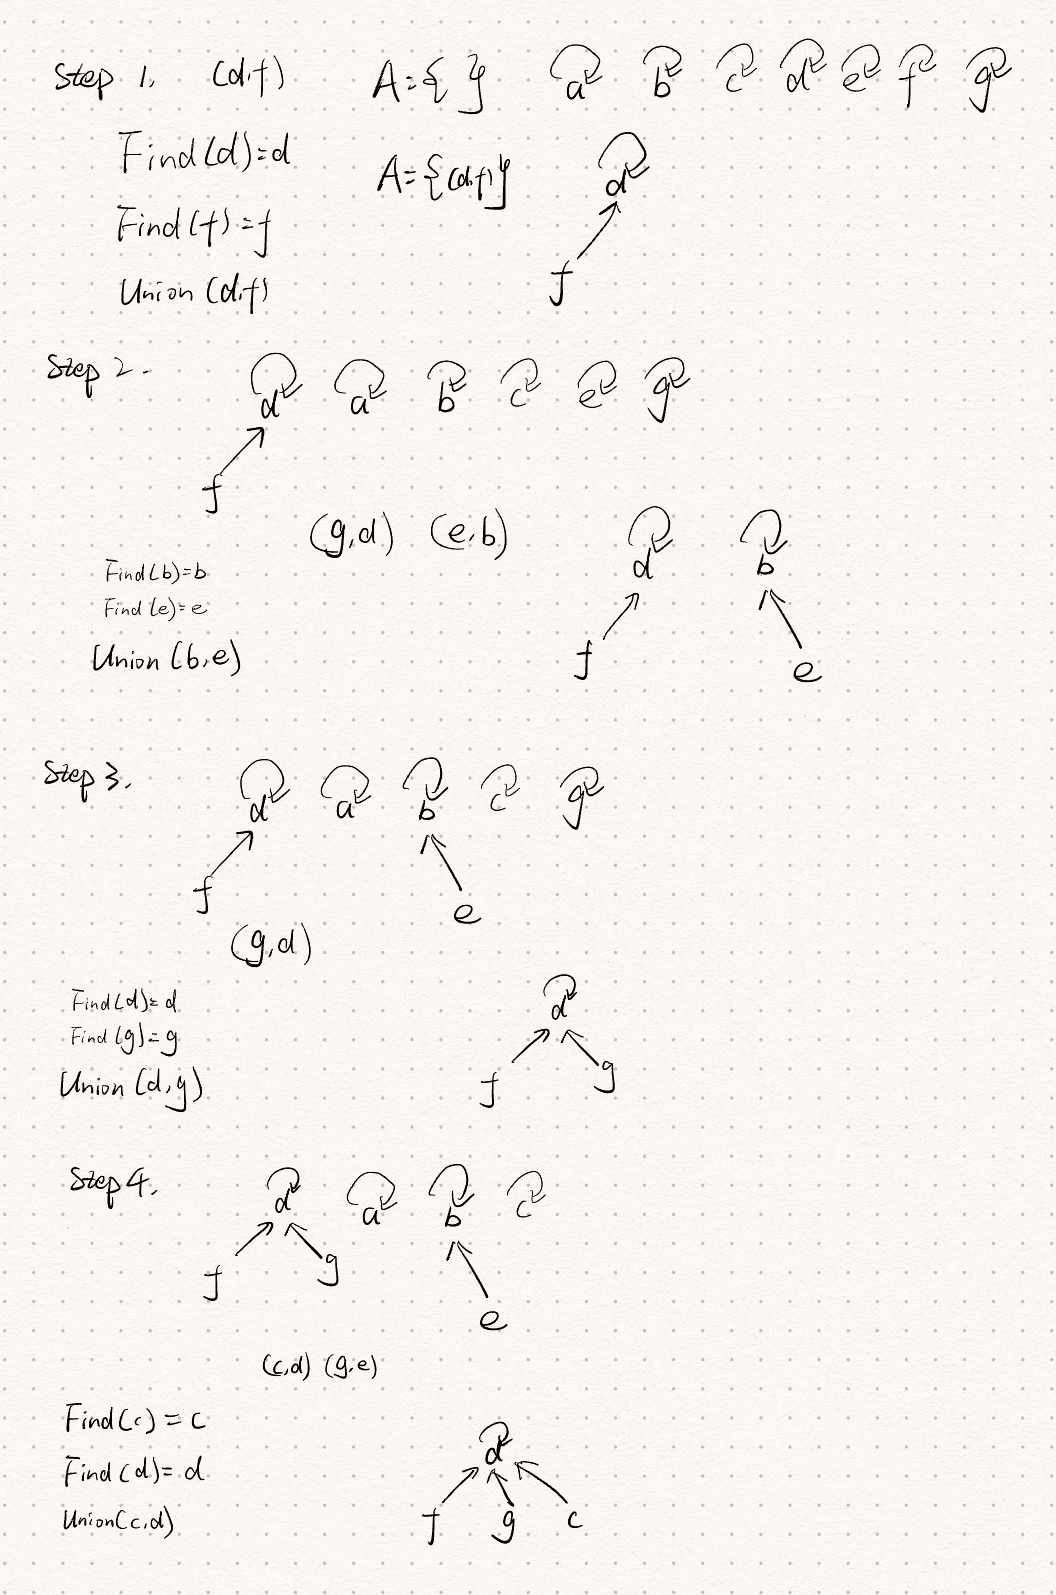 Step 1. (d,f) A={ } a b c d e f g
Find(d)=d
A={(d,f)} d
Find(f)=f
f
Union (d,f)
Step 2.
d a b c e g
f
(g,d) (e,b)
d b
Find(b)=b
Find(e)=e
Union (b,e)
f e
Step 3.
d a b c g
f e
(g,d)
Find(d)=d
d
Find(g)=g
Union (d,g)
f g
Step 4.
d a b c
f g
e
(c,d) (g,e)
Find(c)=c
d
Find(d)=d
Union(c,d)
f g c